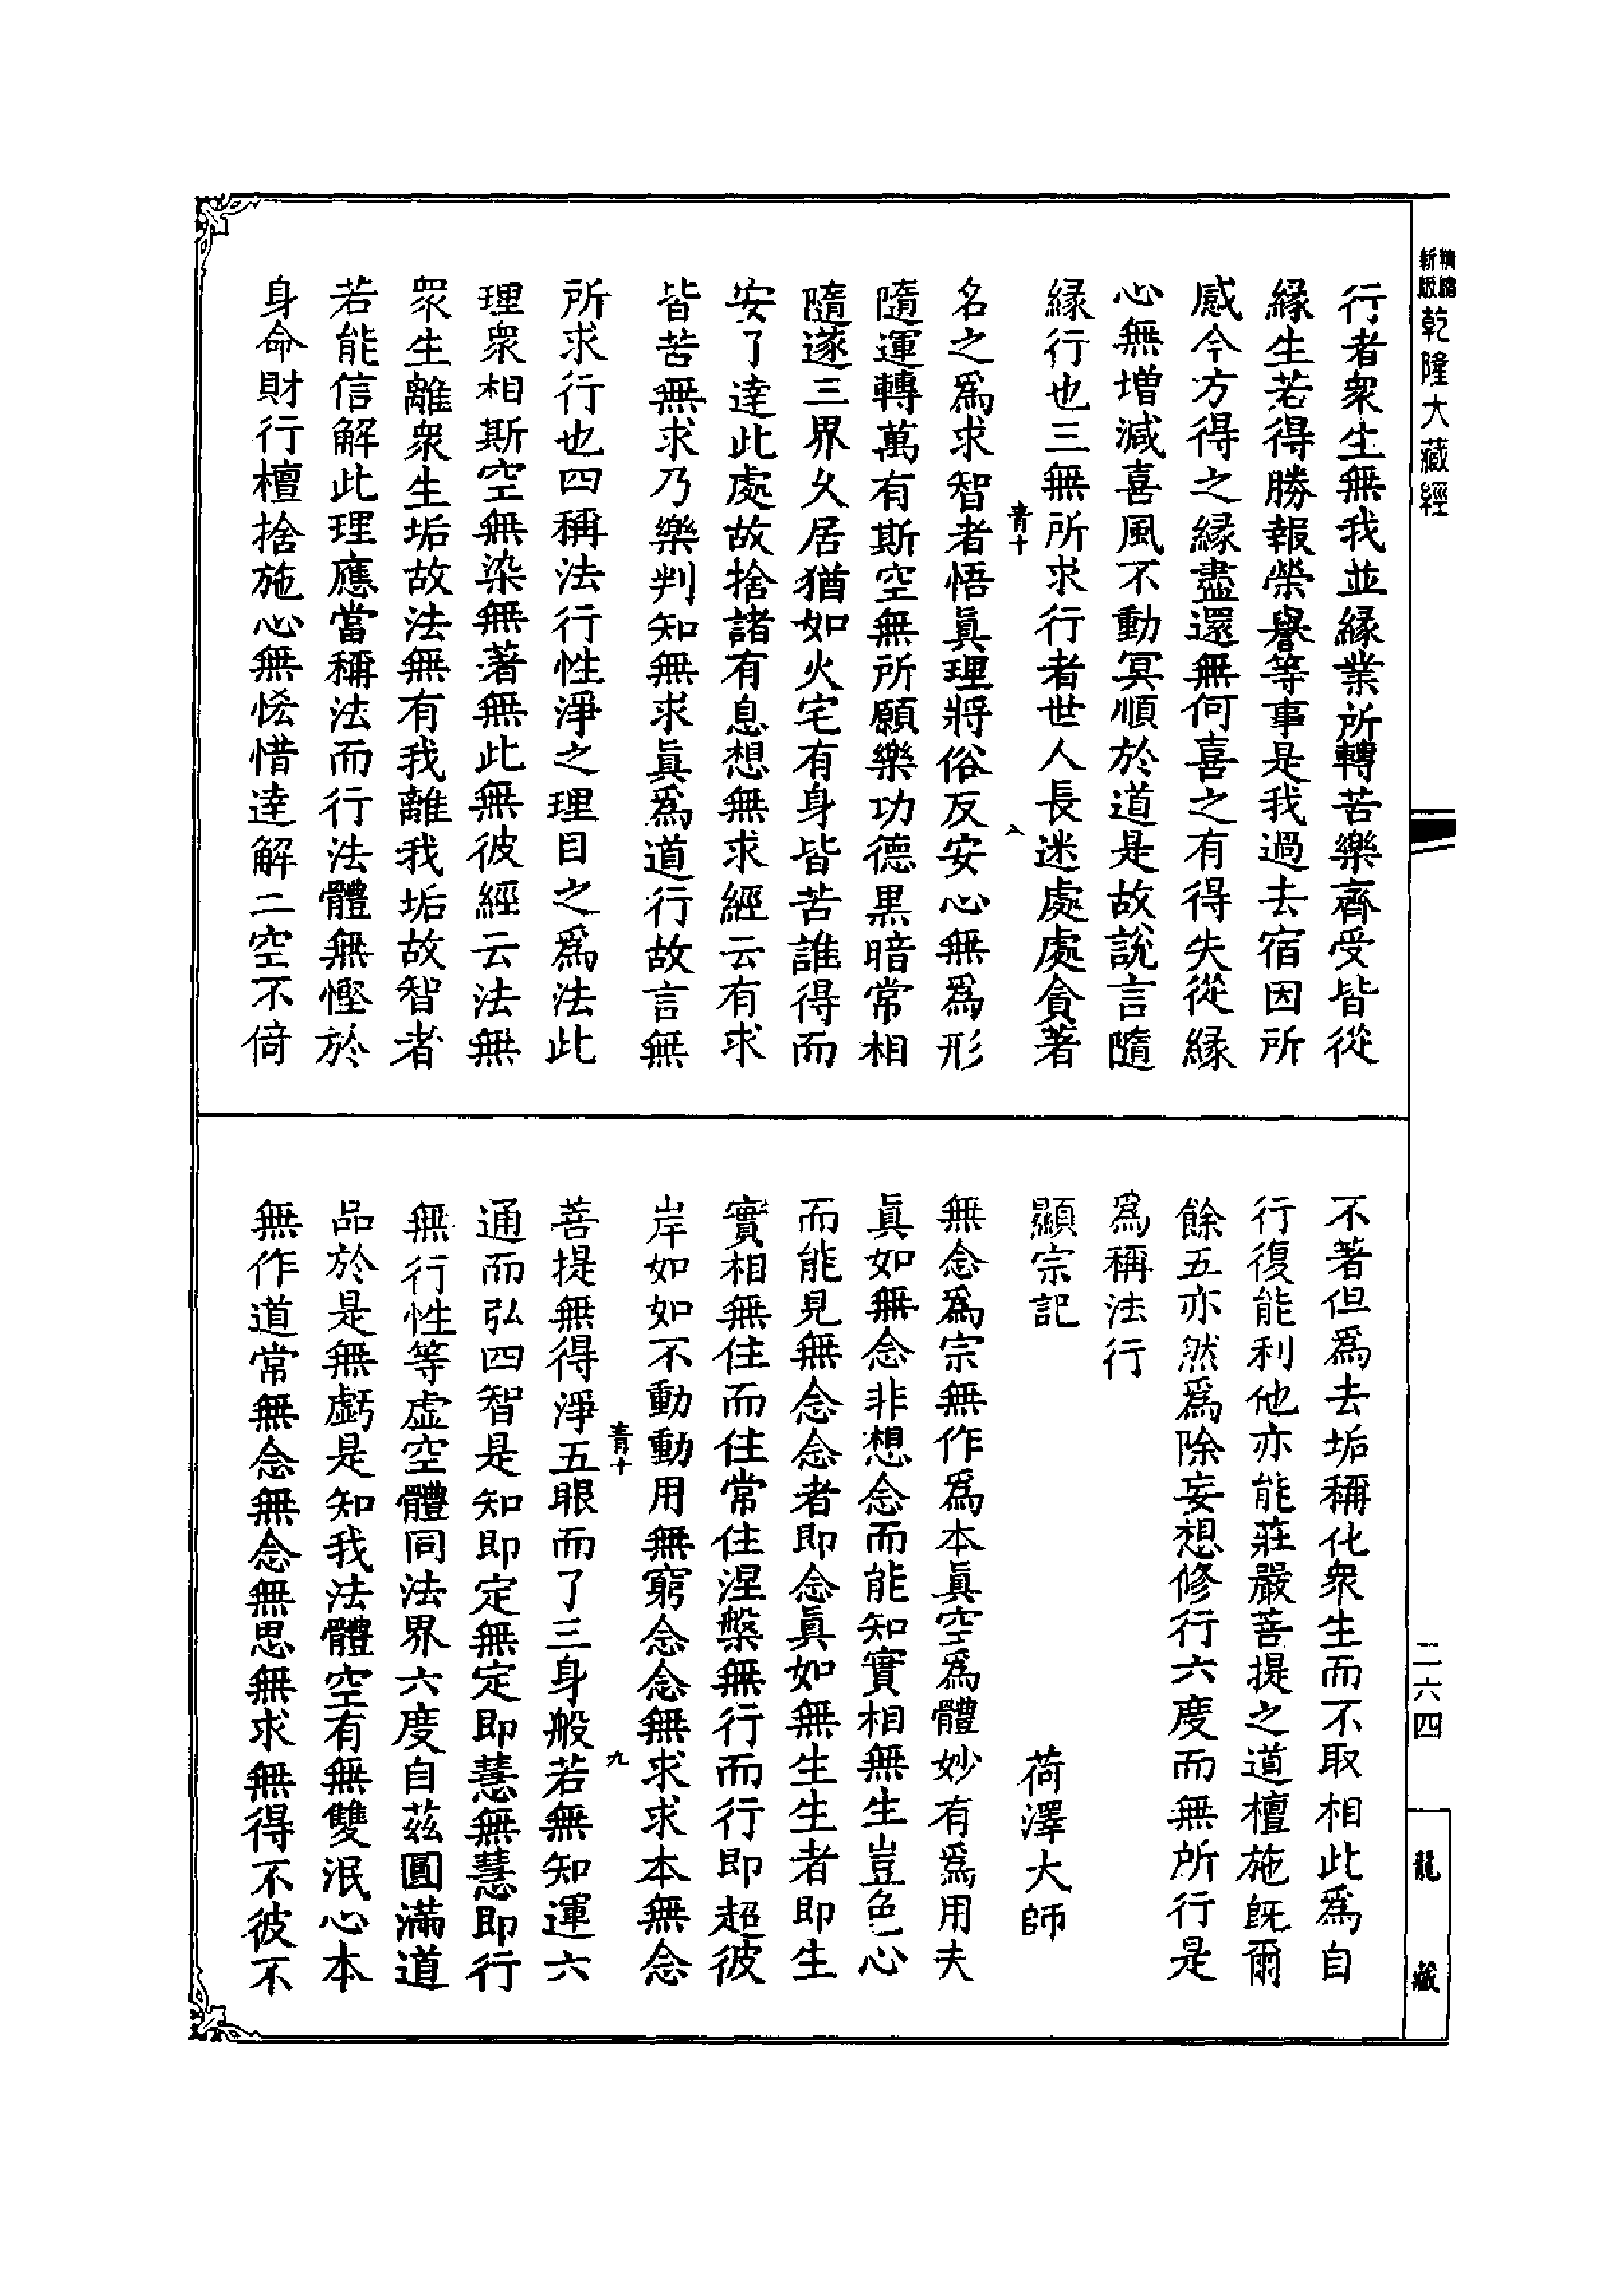 新版
精縮
乾隆大藏經
行者衆生無我並縁業所轉苦樂齊受皆從
縁生若得勝報榮譽等事是我過去宿因所
感今方得之縁盡還無何喜之有得失從縁
心無增減喜風不動冥順於道是故說言隨
縁行也三無所求行者世人長迷處處貪著
青十
八
名之為求智者悟真理將俗反安心無為形
隨運轉萬有斯空無所願樂功德黑暗常相
隨逐三界久居猶如火宅有身皆苦誰得而
安了達此處故捨諸有息想無求經云有求
皆苦無求乃樂判知無求真為道行故言無
所求行也四稱法行性淨之理目之為法此
理衆相斯空無染無著無此無彼經云法無
衆生離衆生垢故法無有我離我垢故智者
若能信解此理應當稱法而行法體無慳於
身命財行檀捨施心無悋惜達解二空不倚
不著但為去垢稱化衆生而不取相此為自
行復能利他亦能莊嚴菩提之道檀施既爾
餘五亦然為除妄想修行六度而無所行是
為稱法行
顯宗記
荷澤大師
無念為宗無作為本真空為體妙有為用夫
真如無念非想念而能知實相無生豈色心
而能見無念念者即念真如無生生者即生
實相無住而住常住涅槃無行而行即超彼
岸如如不動動用無窮念念無求求本無念
青十
九
菩提無得淨五眼而了三身般若無知運六
通而弘四智是知即定無定即慧無慧即行
無行性等虛空體同法界六度自茲圓滿道
品於是無虧是知我法體空有無雙泯心本
無作道常無念無念無思無求無得不彼不
二六四
龍藏